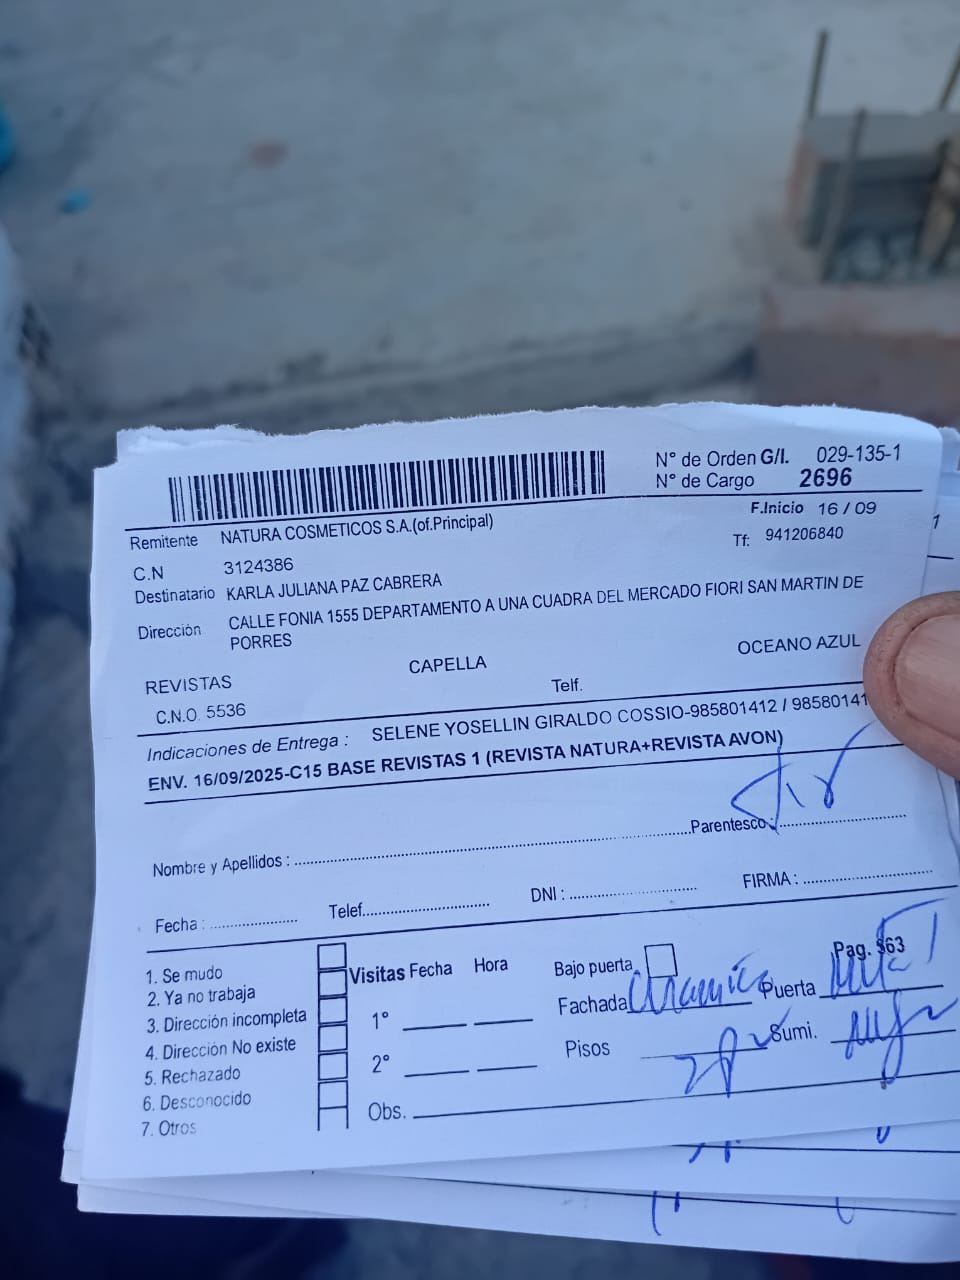 N° de Orden G/I. 029-135-1
N° de Cargo 2696
F.Inicio 16 / 09
Remitente NATURA COSMETICOS S.A.(of.Principal)
Tf: 941206840
C.N 3124386
Destinatario KARLA JULIANA PAZ CABRERA
Dirección CALLE FONIA 1555 DEPARTAMENTO A UNA CUADRA DEL MERCADO FIORI SAN MARTIN DE
PORRES
REVISTAS CAPELLA OCEANO AZUL
C.N.O. 5536 Telf.
Indicaciones de Entrega : SELENE YOSELLIN GIRALDO COSSIO-985801412 / 98580141
ENV. 16/09/2025-C15 BASE REVISTAS 1 (REVISTA NATURA+REVISTA AVON)
Nombre y Apellidos : Parentesco :
Fecha : Telef. DNI : FIRMA :
1. Se mudo
2. Ya no trabaja
3. Dirección incompleta
4. Dirección No existe
5. Rechazado
6. Desconocido
7. Otros
Visitas Fecha Hora
1°
2°
Obs.
Bajo puerta Pag. 863
Fachada Puerta
Pisos Sumi.